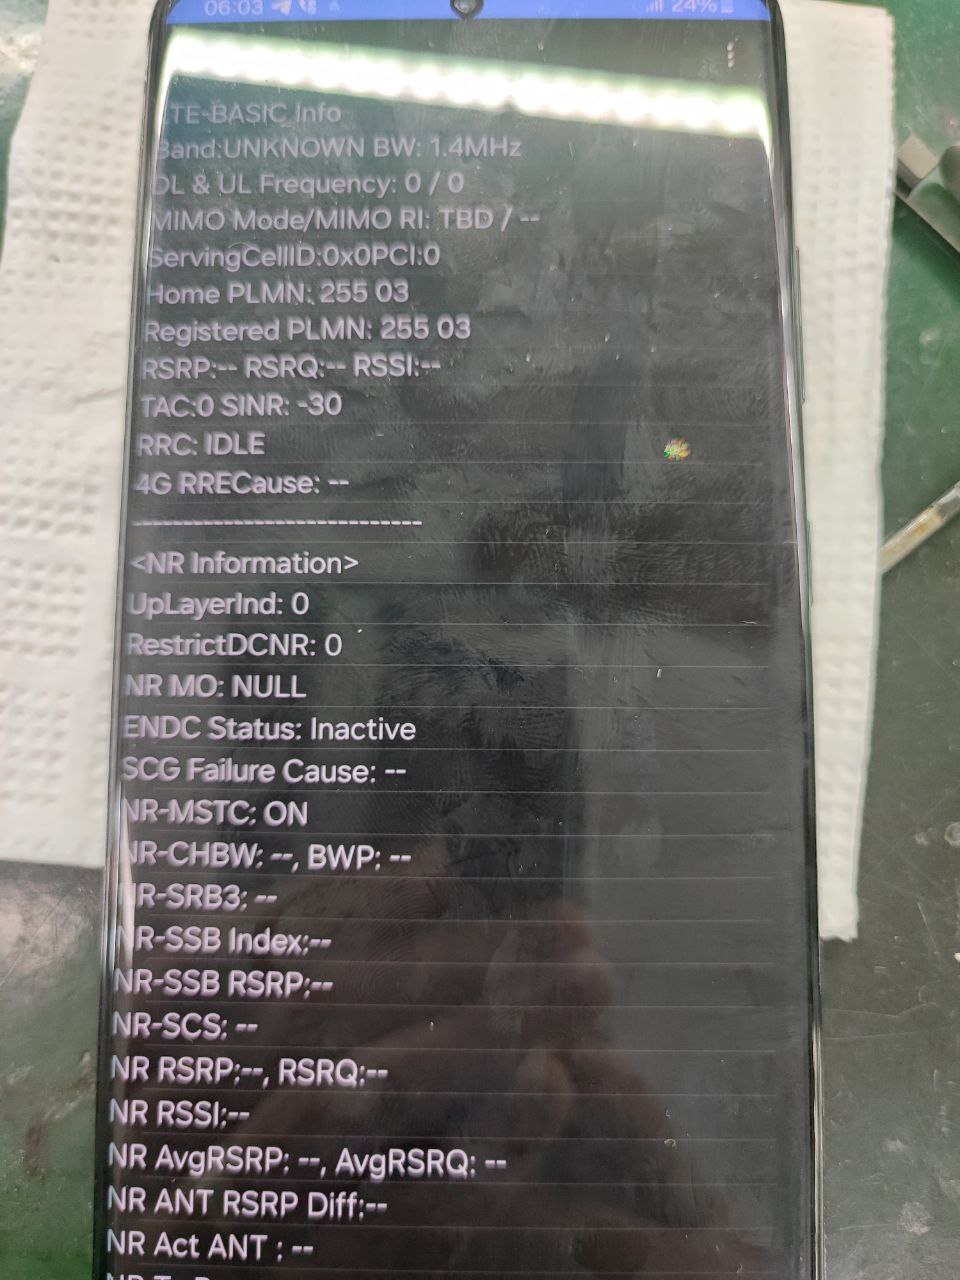 06:03 24%
LTE-BASIC Info
Band:UNKNOWN BW: 1.4MHz
DL & UL Frequency: 0 / 0
MIMO Mode/MIMO RI: TBD / --
ServingCellID:0x0PCI:0
Home PLMN: 255 03
Registered PLMN: 255 03
RSRP:-- RSRQ:-- RSSI:--
TAC:0 SINR: -30
RRC: IDLE
4G RRECause: --
-----------------------------
<NR Information>
UpLayerInd: 0
RestrictDCNR: 0
NR MO: NULL
ENDC Status: Inactive
SCG Failure Cause: --
NR-MSTC: ON
NR-CHBW: --, BWP: --
NR-SRB3: --
NR-SSB Index:--
NR-SSB RSRP:--
NR-SCS: --
NR RSRP:--, RSRQ:--
NR RSSI:--
NR AvgRSRP: --, AvgRSRQ: --
NR ANT RSRP Diff:--
NR Act ANT : --